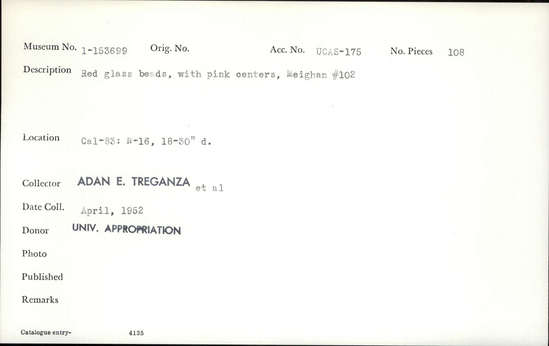 Museum No. 1-153699 Orig. No. Acc. No. UCAS-175 No. Pieces 108
Description Red glass beads, with pink centers, Meighan #102
Location Cal-83: N-16, 18-30" d.
Collector ADAN E. TREGANZA et al
Date Coll. April, 1952
Donor UNIV. APPROPRIATION
Photo
Published
Remarks
Catalogue entry- 4135